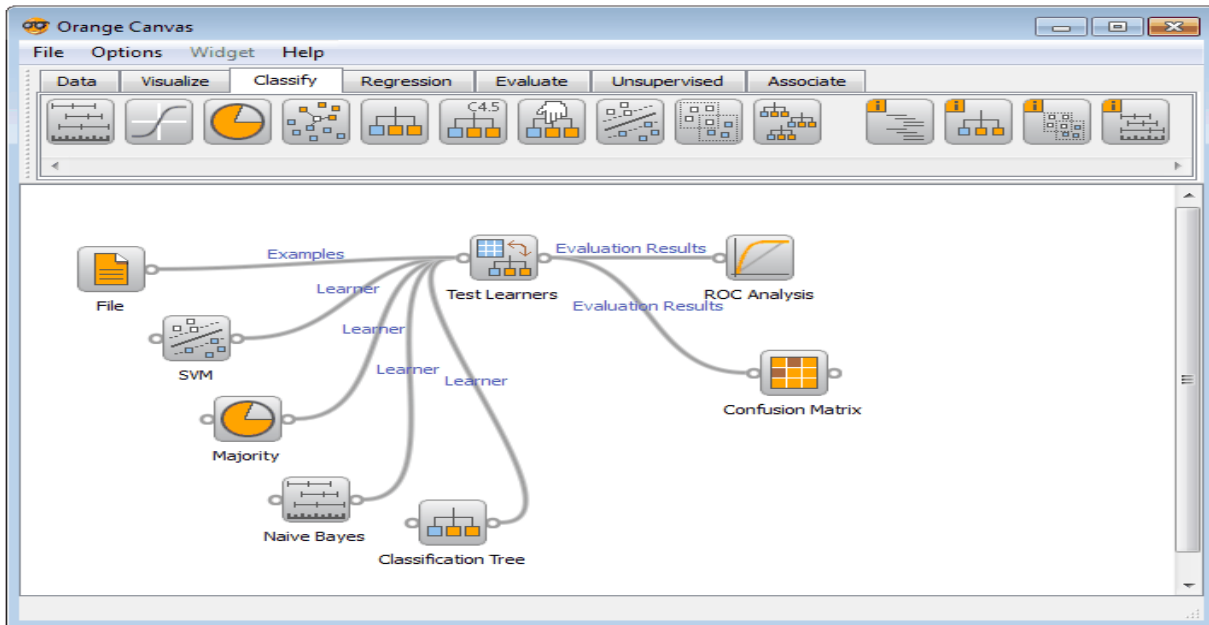 Orange Canvas
File Options Widget Help
Data Visualize Classify Regression Evaluate Unsupervised Associate
C4.5
i i i i
Examples
Evaluation Results
Learner
File
Test Learners
ROC Analysis
Evaluation Results
Learner
SVM
Learner
Learner
Confusion Matrix
Majority
Naive Bayes
Classification Tree